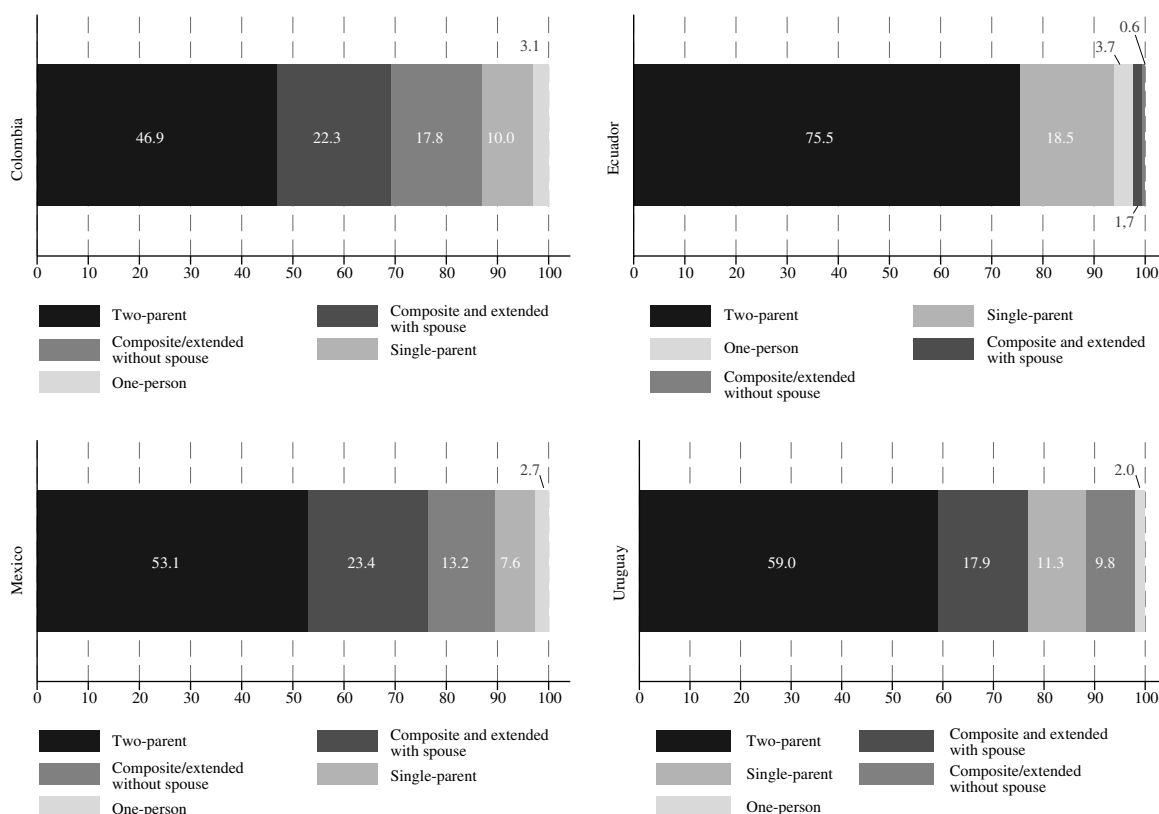 3.1
Colombia
46.9 22.3 17.8 10.0
0 10 20 30 40 50 60 70 80 90 100
Two-parent
Composite and extended
with spouse
Composite/extended
without spouse
Single-parent
One-person
0.6
3.7
Ecuador
75.5 18.5
1,7
0 10 20 30 40 50 60 70 80 90 100
Two-parent
Single-parent
One-person
Composite and extended
with spouse
Composite/extended
without spouse
2.7
Mexico
53.1 23.4 13.2 7.6
0 10 20 30 40 50 60 70 80 90 100
Two-parent
Composite and extended
with spouse
Composite/extended
without spouse
Single-parent
One-person
2.0
Uruguay
59.0 17.9 11.3 9.8
0 10 20 30 40 50 60 70 80 90 100
Two-parent
Composite and extended
with spouse
Single-parent
Composite/extended
without spouse
One-person